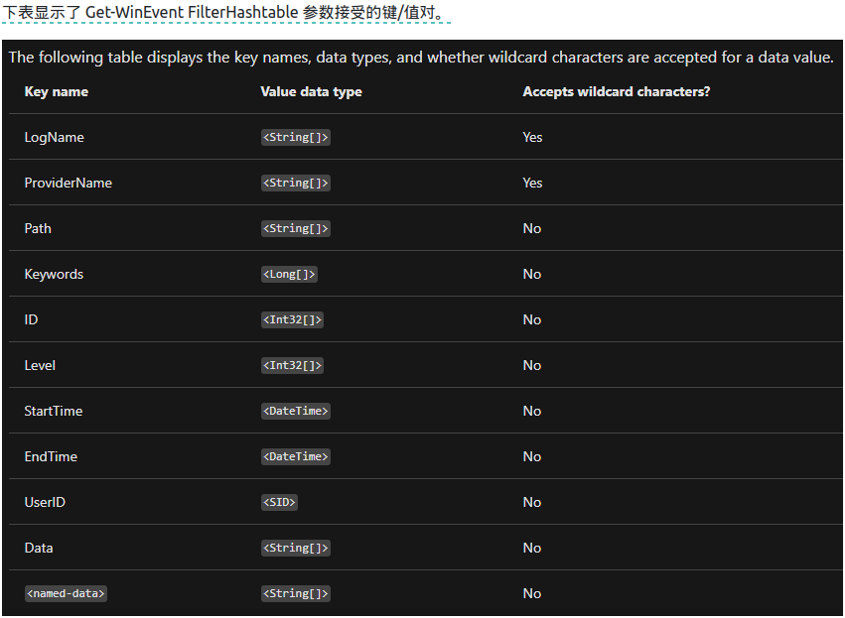 下表显示了 Get-WinEvent FilterHashtable 参数接受的键/值对。
The following table displays the key names, data types, and whether wildcard characters are accepted for a data value.
Key name Value data type Accepts wildcard characters?
LogName <String[]> Yes
ProviderName <String[]> Yes
Path <String[]> No
Keywords <Long[]> No
ID <Int32[]> No
Level <Int32[]> No
StartTime <DateTime> No
EndTime <DateTime> No
UserID <SID> No
Data <String[]> No
<named-data> <String[]> No